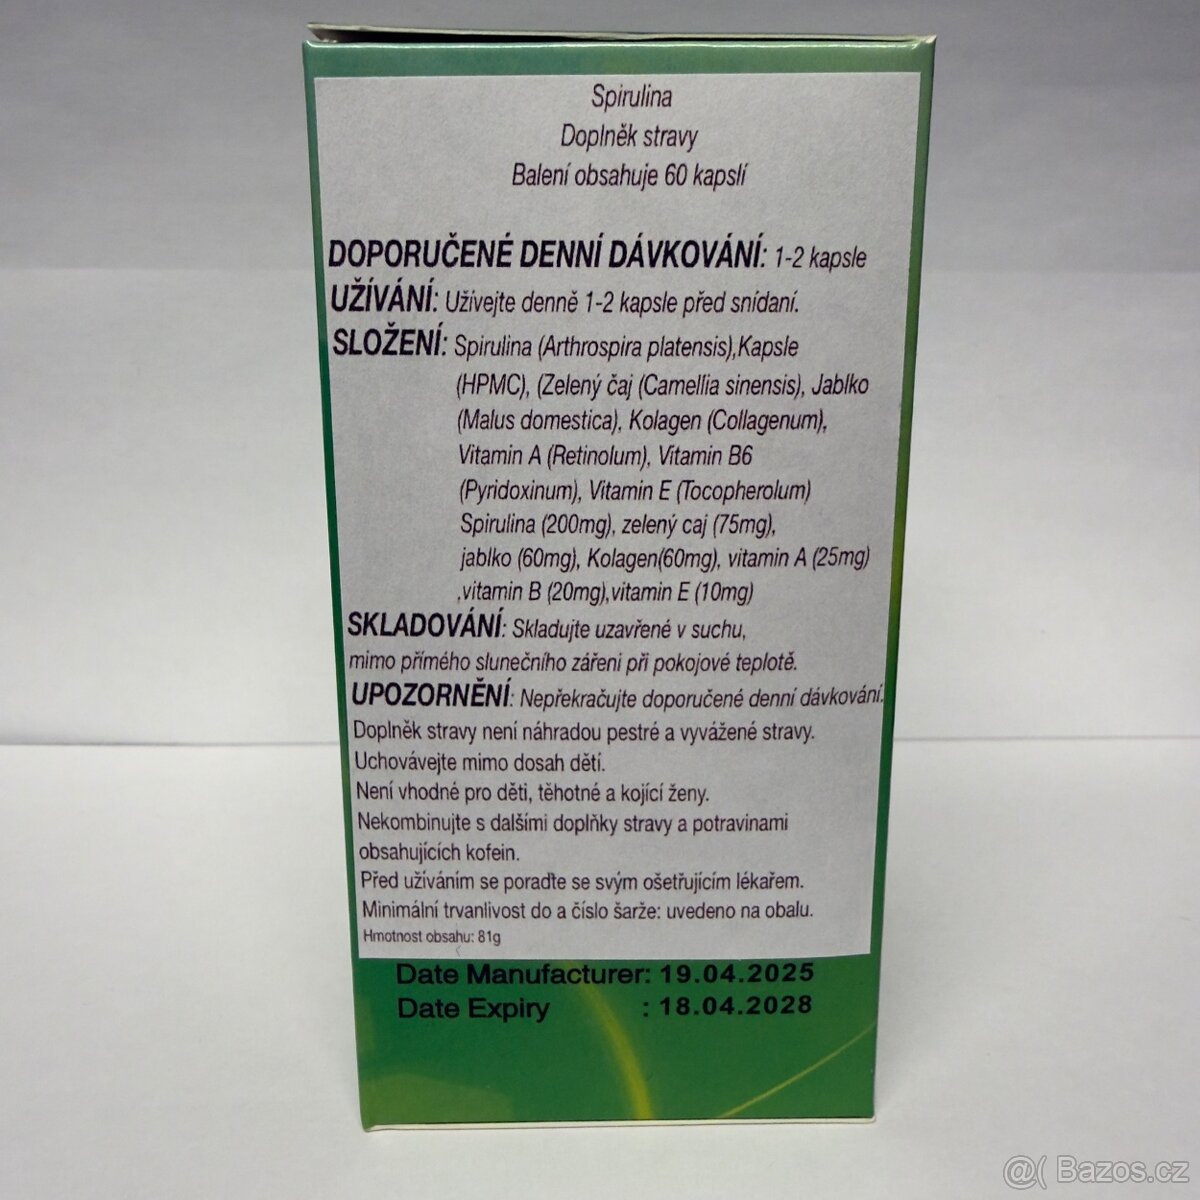 Spirulina
Doplněk stravy
Balení obsahuje 60 kapslí
DOPORUČENÉ DENNÍ DÁVKOVÁNÍ: 1-2 kapsle
UŽÍVÁNÍ: Užívejte denně 1-2 kapsle před snídaní.
SLOŽENÍ: Spirulina (Arthrospira platensis),Kapsle
(HPMC), (Zelený čaj (Camellia sinensis), Jablko
(Malus domestica), Kolagen (Collagenum),
Vitamin A (Retinolum), Vitamin B6
(Pyridoxinum), Vitamin E (Tocopherolum)
Spirulina (200mg), zelený caj (75mg),
jablko (60mg), Kolagen(60mg), vitamin A (25mg)
,vitamin B (20mg),vitamin E (10mg)
SKLADOVÁNÍ: Skladujte uzavřené v suchu,
mimo přímého slunečního zářeni při pokojové teplotě.
UPOZORNĚNÍ: Nepřekračujte doporučené denní dávkování.
Doplněk stravy není náhradou pestré a vyvážené stravy.
Uchovávejte mimo dosah dětí.
Není vhodné pro děti, těhotné a kojící ženy.
Nekombinujte s dalšími doplňky stravy a potravinami
obsahujících kofein.
Před užíváním se poraďte se svým ošetřujícím lékařem.
Minimální trvanlivost do a číslo šarže: uvedeno na obalu.
Hmotnost obsahu: 81g
Date Manufacturer: 19.04.2025
Date Expiry : 18.04.2028
@( Bazos.cz